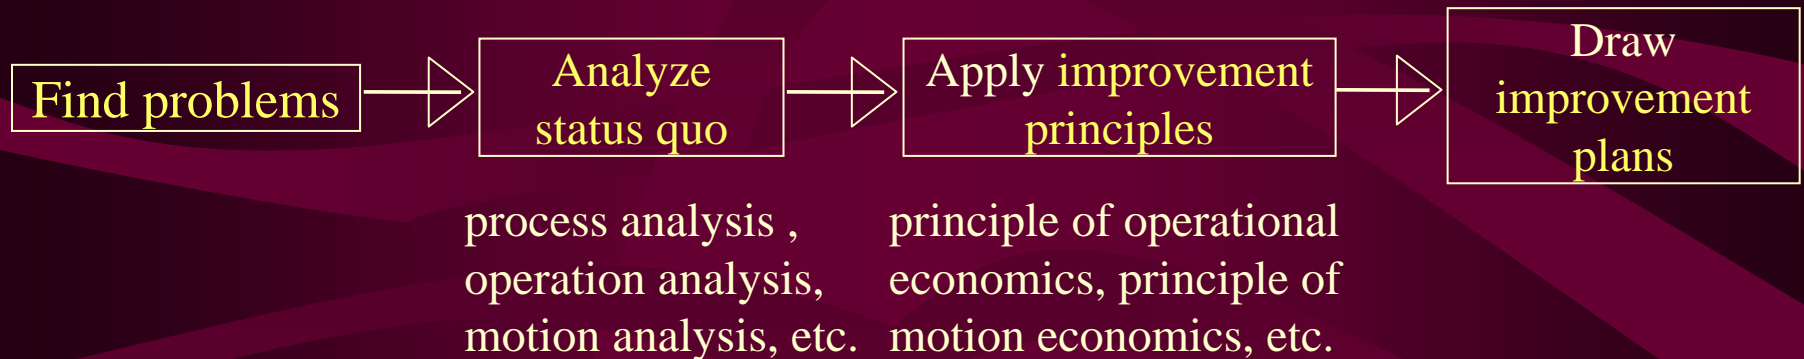 Find problems
Analyze
status quo
Apply improvement
principles
Draw
improvement
plans
process analysis ,
operation analysis,
motion analysis, etc.
principle of operational
economics, principle of
motion economics, etc.